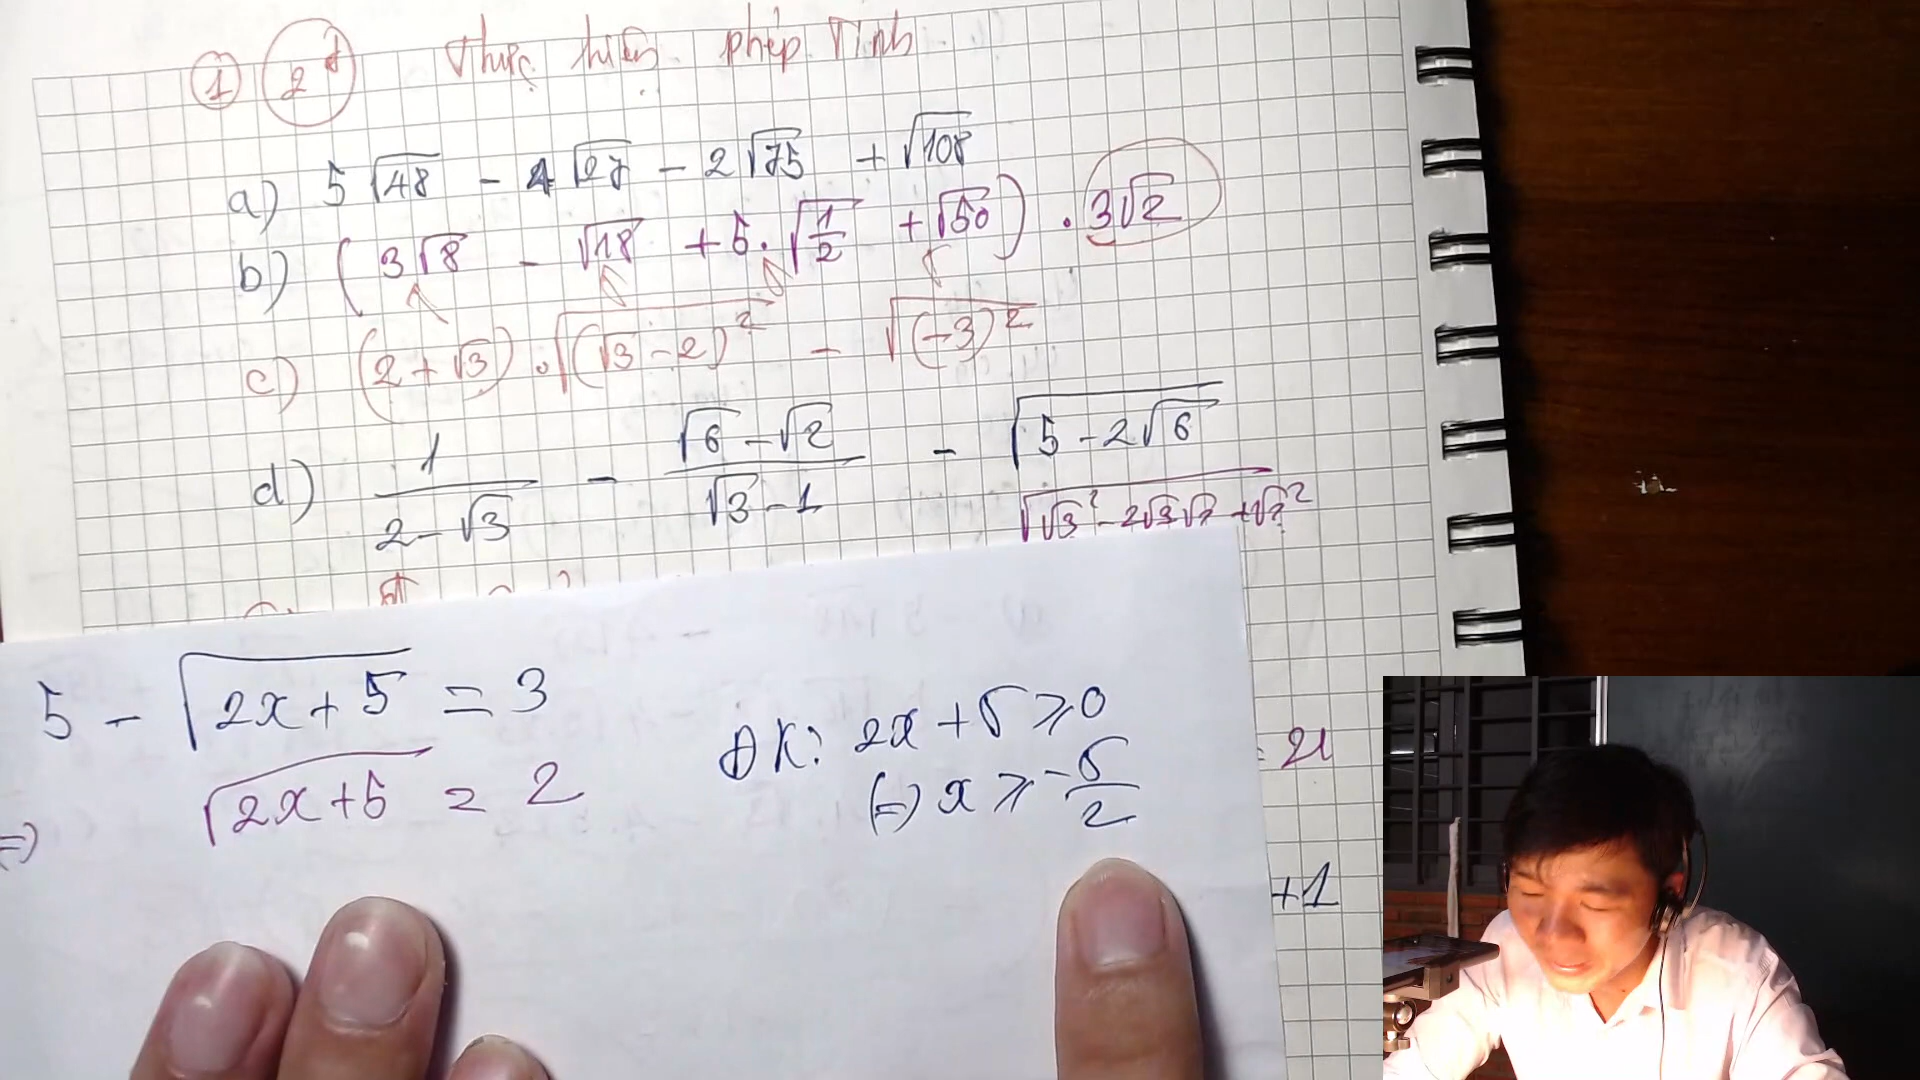 ① 2đ Thực hiện phép tính
a) 5√48 - 4√27 - 2√75 + √108
b) (3√8 - √18 + 5.√(1/2) + √50) . 3√2
c) (2+√3).√((√3-2)²) - √((-3)²)
d) 1/(2-√3) - (√6-√2)/(√3-1) - √(5-2√6)
√(√3² - 2√3√2 + √2²)
5 - √(2x+5) = 3
ĐK: 2x+5 ≥ 0
= 21
=) √(2x+5) = 2
(=) x ≥ -5/2
+1